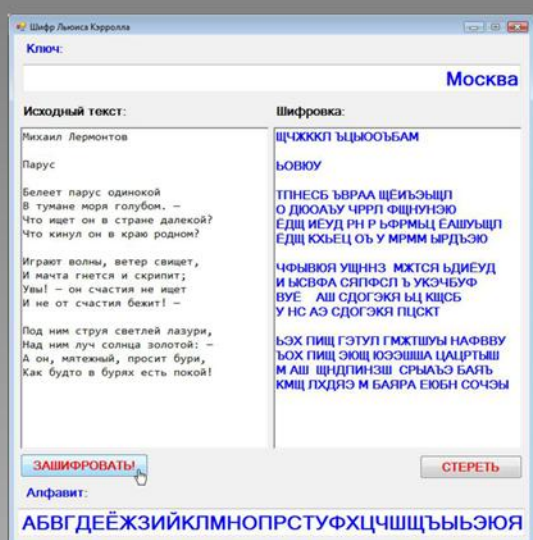 Шифр Льюиса Кэрролла
Ключ:
Москва
Исходный текст:
Михаил Лермонтов
Парус
Белеет парус одинокой
В тумане моря голубом. —
Что ищет он в стране далекой?
Что кинул он в краю родном?
Играют волны, ветер свищет,
И мачта гнется и скрипит;
Увы! — он счастия не ищет
И не от счастия бежит! —
Под ним струя светлей лазури,
Над ним луч солнца золотой: —
А он, мятежный, просит бури,
Как будто в бурях есть покой!
Шифровка:
ЩЧЖККЛ ЪЦЫООЪБАМ
ЬОВЮУ
ТПНЕСБ ЪВРАА ЩЁИЪЭЫЩЛ
О ДЮОАЪУ ЧРРЛ ФЩНУНЭЮ
ЁДЩ ИЁУД РН Р ЬФРМЫЦ ЁАШУЫЩЛ
ЁДЩ КХЬЕЦ ОЪ У МРММ ЫРДЪЭЮ
ЧФЫВЮЯ УЩННЗ МЖТСЯ ЬДИЁУД
И ЫСВФА СЯПФСЛ Ъ УКЭЧБУФ
ВУЁ АШ СДОГЭКЯ ЬЦ КЩСБ
У НС АЭ СДОГЭКЯ ПЦСКТ
ЬЭХ ПИЩ ГЭТУЛ ГМЖТШУЫ НАФВВУ
ЪОХ ПИЩ ЭЮЩ ЮЭЭШША ЦАЦРТЫШ
М АШ ЩНДПИНЗШ СРЫАЪЭ БАЯЪ
КМЩ ЛХДЯЭ М БАЯРА ЕЮБН СОЧЭЫ
ЗАШИФРОВАТЬ!
СТЕРЕТЬ
Алфавит:
АБВГДЕЁЖЗИЙКЛМНОПРСТУФХЦЧШЩЪЫЬЭЮЯ